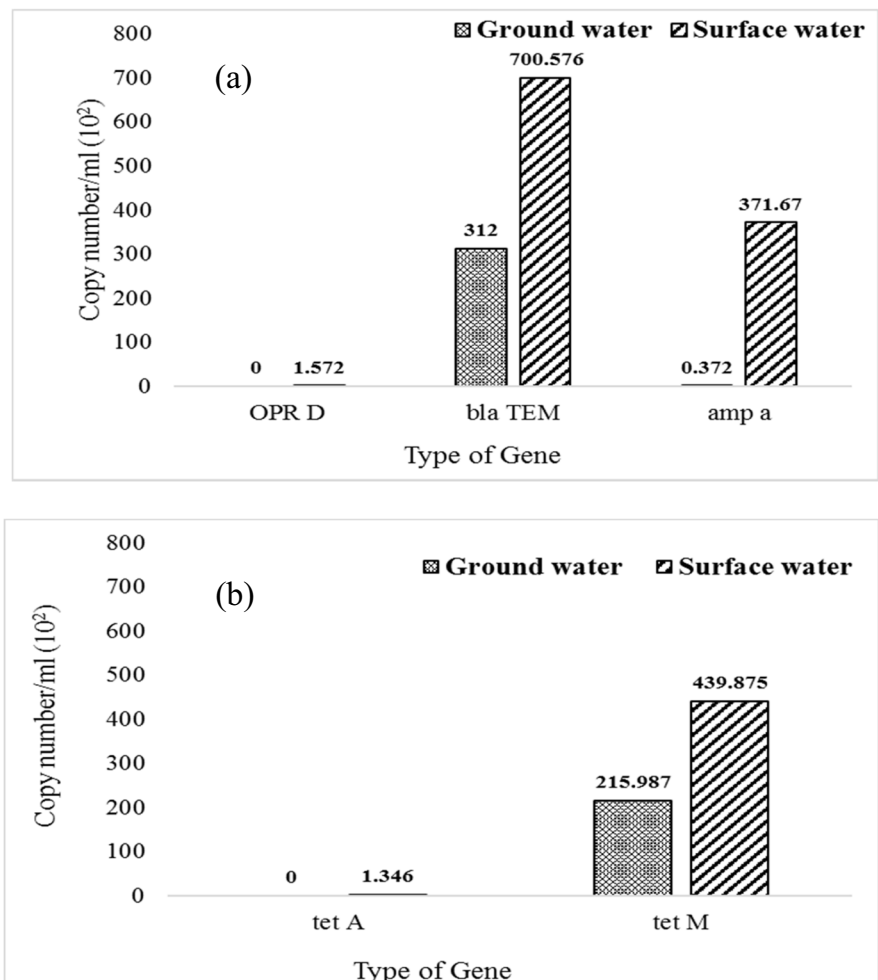 800
Ground water Surface water
700.576
700
(a)
600
500
371.67
400
312
300
200
100
0 1.572
0.372
0
OPR D bla TEM amp a
Type of Gene
Copy number/ml (10²)
800
Ground water Surface water
700
(b)
600
500
439.875
400
300
215.987
200
100
0 1.346
0
tet A tet M
Type of Gene
Copy number/ml (10²)